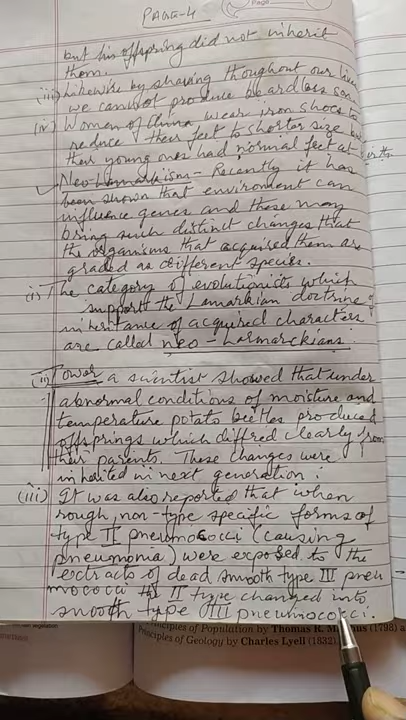 PAGE-4
Page
but his offspring did not inherit
them.
(iii) Likewise by shaving throughout our lives
we cannot produce beardless sons
(iv) Women of China wear iron shoes to
reduce their feet to shorter size but
their young ones had normal feet at birth
Neo-Lamarkism - Recently it has
been shown that environment can
influence genes and these may
bring such distinct changes that
the organisms that acquired them are
graded as different species.
(i) The category of evolutionists which
support the Lamarkian doctrine of
inheritance of acquired characters
are called neo-Larmarckians.
(ii) Tower a scientist showed that under
abnormal conditions of moisture and
temperature potato beetles produced
offsprings which diffred clearly from
their parents. These changes were
inherited in next generation.
(iii) It was also reported that when
rough, non-type specific forms of
type II pneumococci (causing
pneumonia) were exposed to the
extracts of dead smooth type III pneu
mococci the II type changed into
smooth type III pneumococci.
Principles of Population by Thomas R. (1798)
Principles of Geology by Charles Lyell (1832)